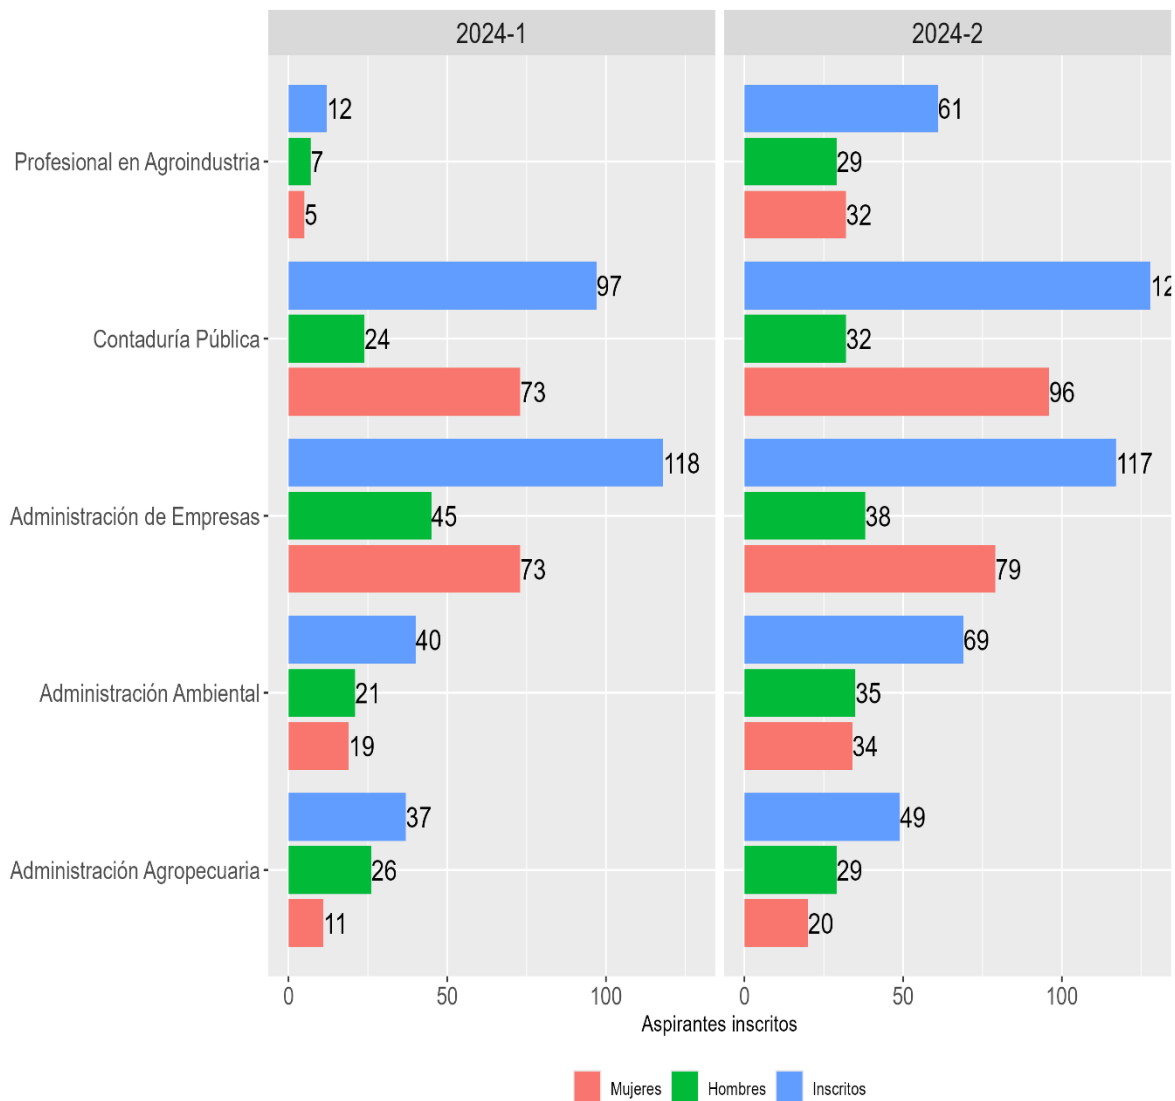 2024-1 2024-2
12 61
Profesional en Agroindustria 7 29
5 32
97 12
Contaduría Pública 24 32
73 96
118 117
Administración de Empresas 45 38
73 79
40 69
Administración Ambiental 21 35
19 34
37 49
Administración Agropecuaria 26 29
11 20
0 50 100 0 50 100
Aspirantes inscritos
Mujeres Hombres Inscritos